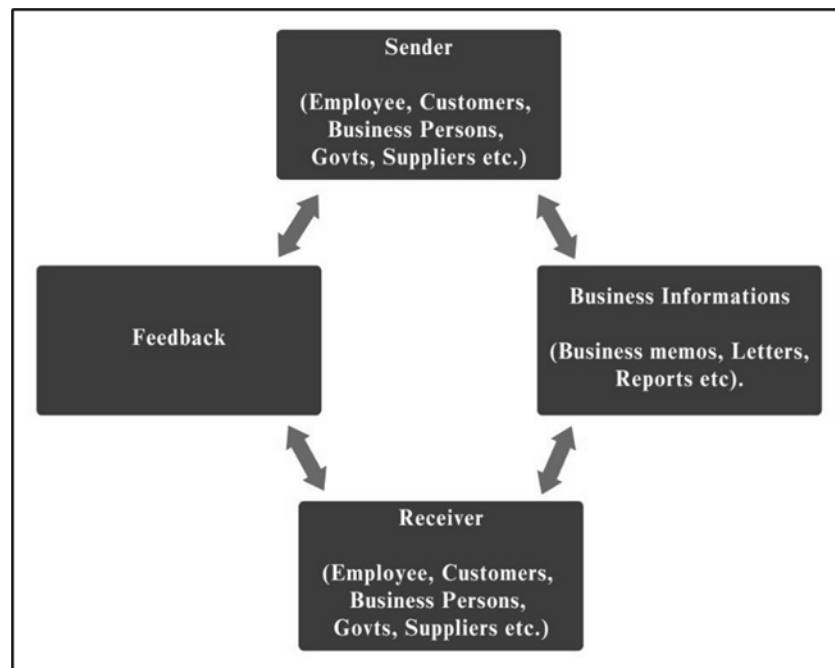 Sender
(Employee, Customers,
Business Persons,
Govts, Suppliers etc.)
Feedback
Business Informations
(Business memos, Letters,
Reports etc).
Receiver
(Employee, Customers,
Business Persons,
Govts, Suppliers etc.)